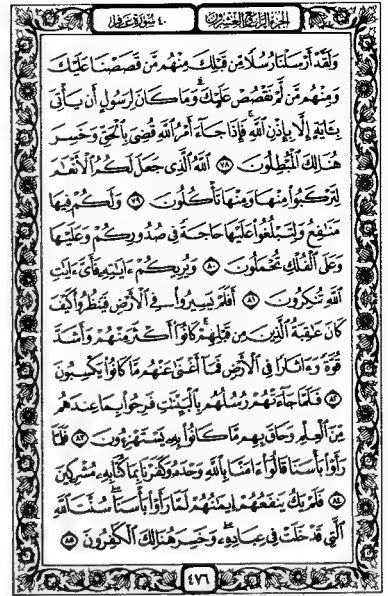 الجزء الرابع والعشرون ٤٠ سورة غافر
وَلَقَدْ أَرْسَلْنَا رُسُلًا مِّن قَبْلِكَ مِنْهُم مَّن قَصَصْنَا عَلَيْكَ
وَمِنْهُم مَّن لَّمْ نَقْصُصْ عَلَيْكَ ۗ وَمَا كَانَ لِرَسُولٍ أَن يَأْتِيَ
بِـَٔايَةٍ إِلَّا بِإِذْنِ ٱللَّهِ ۚ فَإِذَا جَآءَ أَمْرُ ٱللَّهِ قُضِيَ بِٱلْحَقِّ وَخَسِرَ
هُنَالِكَ ٱلْمُبْطِلُونَ ٧٨ ٱللَّهُ ٱلَّذِى جَعَلَ لَكُمُ ٱلْأَنْعَٰمَ
لِتَرْكَبُوا۟ مِنْهَا وَمِنْهَا تَأْكُلُونَ ٧٩ وَلَكُمْ فِيهَا
مَنَٰفِعُ وَلِتَبْلُغُوا۟ عَلَيْهَا حَاجَةً فِى صُدُورِكُمْ وَعَلَيْهَا
وَعَلَى ٱلْفُلْكِ تُحْمَلُونَ ٨٠ وَيُرِيكُمْ ءَايَٰتِهِۦ فَأَىَّ ءَايَٰتِ
ٱللَّهِ تُنكِرُونَ ٨١ أَفَلَمْ يَسِيرُوا۟ فِى ٱلْأَرْضِ فَيَنظُرُوا۟ كَيْفَ
كَانَ عَٰقِبَةُ ٱلَّذِينَ مِن قَبْلِهِمْ ۚ كَانُوٓا۟ أَكْثَرَ مِنْهُمْ وَأَشَدَّ
قُوَّةً وَءَاثَارًا فِى ٱلْأَرْضِ فَمَآ أَغْنَىٰ عَنْهُم مَّا كَانُوا۟ يَكْسِبُونَ
٨٢ فَلَمَّا جَآءَتْهُمْ رُسُلُهُم بِٱلْبَيِّنَٰتِ فَرِحُوا۟ بِمَا عِندَهُم
مِّنَ ٱلْعِلْمِ وَحَاقَ بِهِم مَّا كَانُوا۟ بِهِۦ يَسْتَهْزِءُونَ ٨٣ فَلَمَّا
رَأَوْا۟ بَأْسَنَا قَالُوٓا۟ ءَامَنَّا بِٱللَّهِ وَحْدَهُۥ وَكَفَرْنَا بِمَا كُنَّا بِهِۦ مُشْرِكِينَ
٨٤ فَلَمْ يَكُ يَنفَعُهُمْ إِيمَٰنُهُمْ لَمَّا رَأَوْا۟ بَأْسَنَا ۖ سُنَّتَ ٱللَّهِ
ٱلَّتِى قَدْ خَلَتْ فِى عِبَادِهِۦ ۖ وَخَسِرَ هُنَالِكَ ٱلْكَٰفِرُونَ ٨٥
٤٧٦